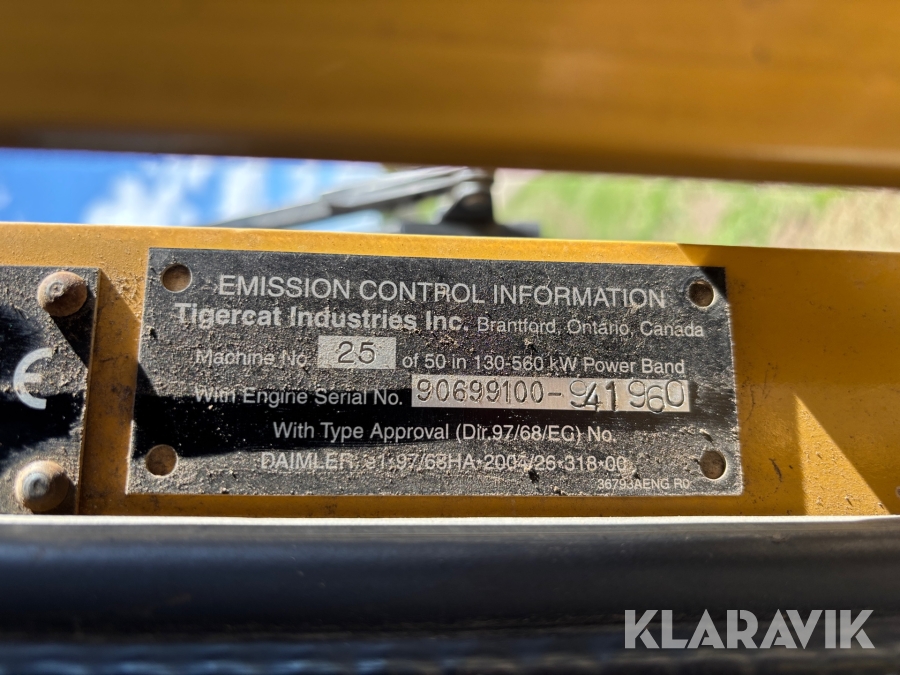 EMISSION CONTROL INFORMATION
Tigercat Industries Inc. Brantford, Ontario, Canada
Machine No. 25 of 50 in 130-560 kW Power Band
With Engine Serial No. 90699100-941960
With Type Approval (Dir.97/68/EG) No.
DAIMLER: e1*97/68HA*2004/26*318*00
36793AENG R0
CE
KLARAVIK